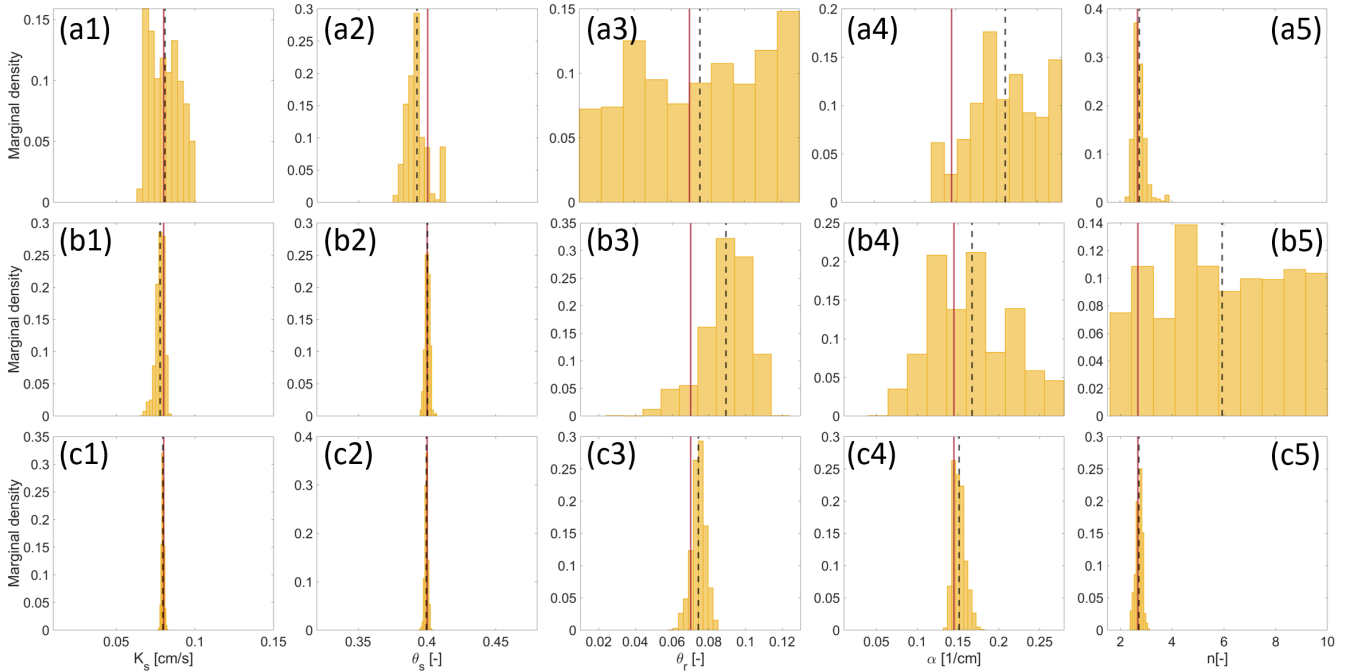 (a1) (a2) (a3) (a4) (a5)
Marginal density
0.15 0.1 0.05 0
0.3 0.25 0.2 0.15 0.1 0.05 0
0.15 0.1 0.05 0
0.2 0.15 0.1 0.05 0
0.5 0.4 0.3 0.2 0.1 0
(b1) (b2) (b3) (b4) (b5)
Marginal density
0.3 0.25 0.2 0.15 0.1 0.05 0
0.3 0.2 0.1 0
0.35 0.3 0.25 0.2 0.15 0.1 0.05 0
0.25 0.2 0.15 0.1 0.05 0
0.14 0.12 0.1 0.08 0.06 0.04 0.02 0
(c1) (c2) (c3) (c4) (c5)
Marginal density
0.35 0.3 0.25 0.2 0.15 0.1 0.05 0
0.4 0.3 0.2 0.1 0
0.3 0.25 0.2 0.15 0.1 0.05 0
0.3 0.25 0.2 0.15 0.1 0.05 0
0.3 0.25 0.2 0.15 0.1 0.05 0
0.05 0.1 0.15
0.35 0.4 0.45
0.02 0.04 0.06 0.08 0.1 0.12
0.05 0.1 0.15 0.2 0.25
2 4 6 8 10
K_s [cm/s]
θ_s [-]
θ_r [-]
α [1/cm]
n[-]